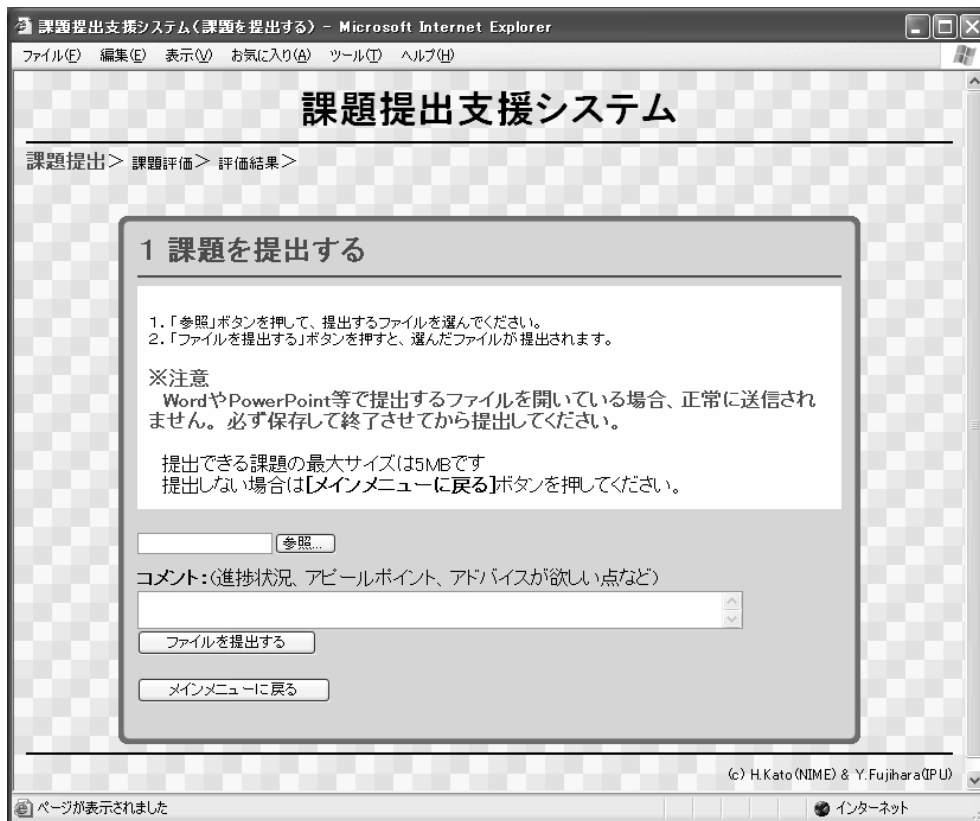 課題提出支援システム(課題を提出する) - Microsoft Internet Explorer
ファイル(F) 編集(E) 表示(V) お気に入り(A) ツール(T) ヘルプ(H)
課題提出支援システム
課題提出> 課題評価> 評価結果>
1 課題を提出する
1.「参照」ボタンを押して、提出するファイルを選んでください。
2.「ファイルを提出する」ボタンを押すと、選んだファイルが提出されます。
※注意
WordやPowerPoint等で提出するファイルを開いている場合、正常に送信され
ません。必ず保存して終了させてから提出してください。
提出できる課題の最大サイズは5MBです
提出しない場合は[メインメニューに戻る]ボタンを押してください。
参照...
コメント:(進捗状況、アピールポイント、アドバイスが欲しい点など)
ファイルを提出する
メインメニューに戻る
(c) H.Kato(NIME) & Y.Fujihara(IPU)
ページが表示されました インターネット